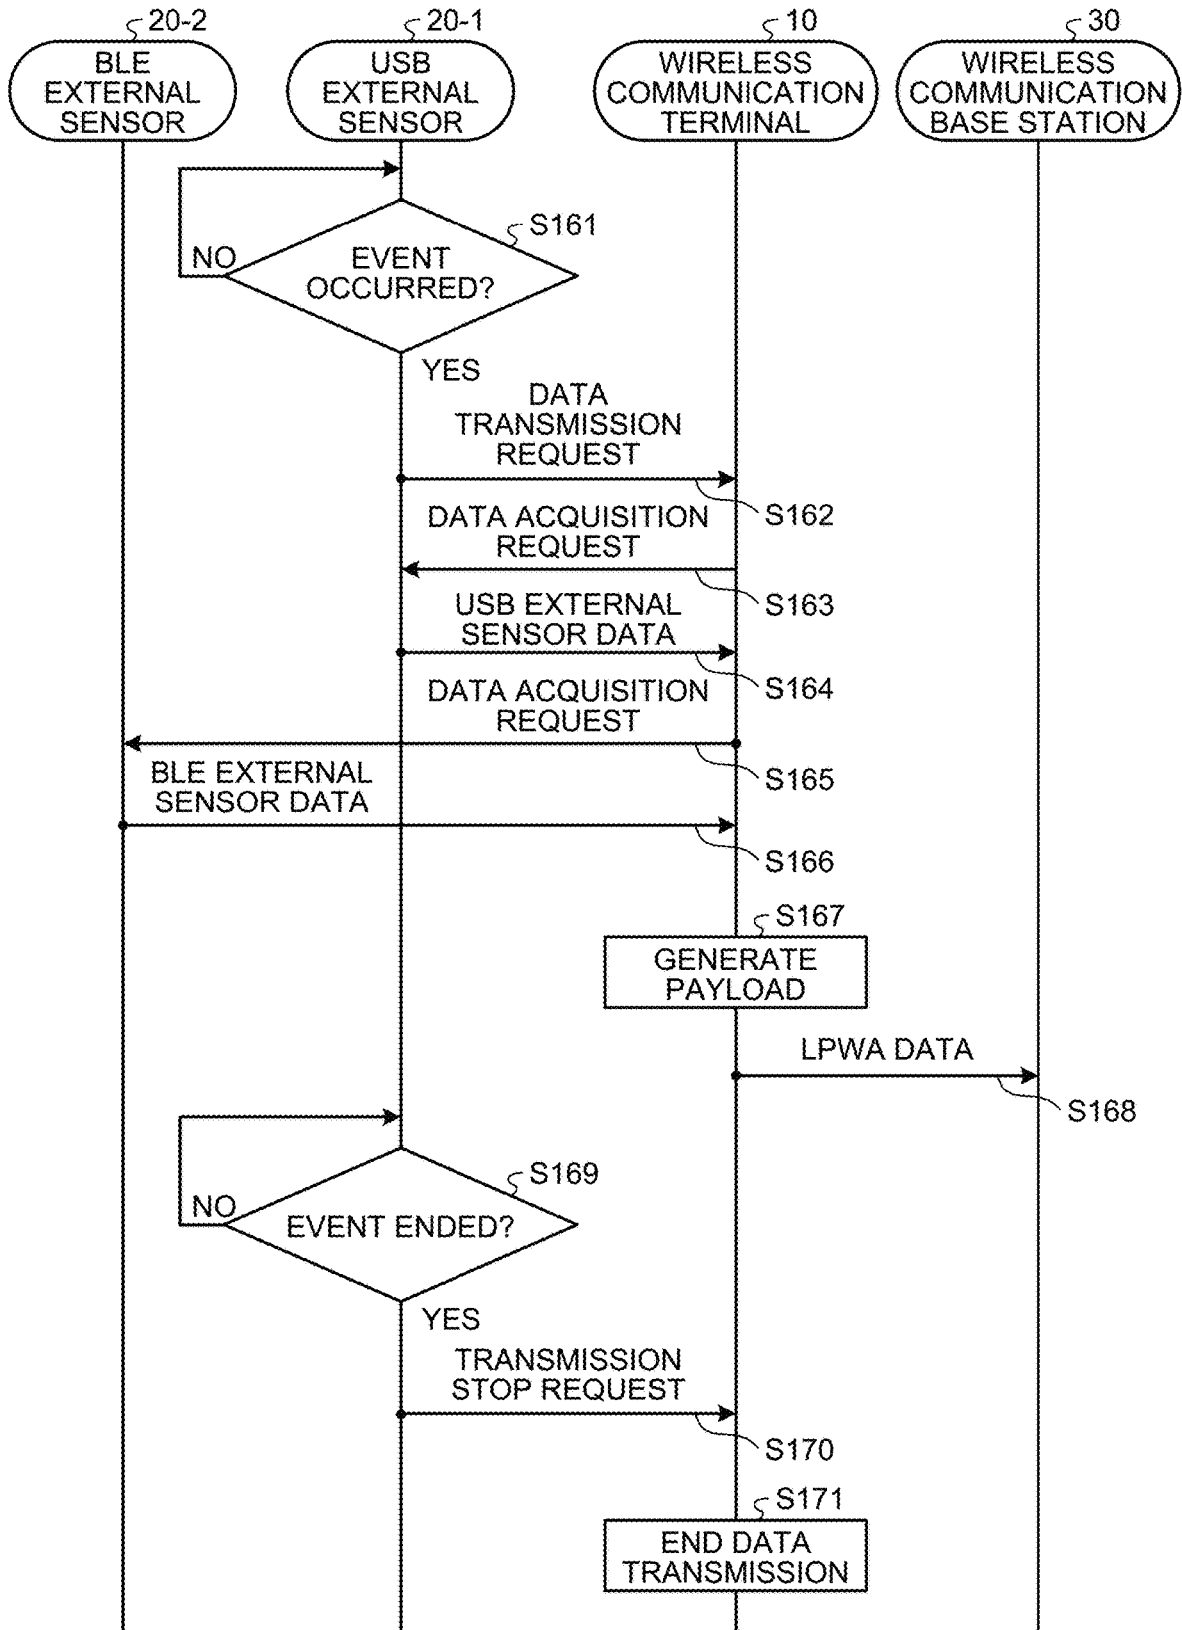 20-2
20-1
10
30
BLE
EXTERNAL
SENSOR
USB
EXTERNAL
SENSOR
WIRELESS
COMMUNICATION
TERMINAL
WIRELESS
COMMUNICATION
BASE STATION
S161
NO
EVENT
OCCURRED?
YES
DATA
TRANSMISSION
REQUEST
S162
DATA ACQUISITION
REQUEST
S163
USB EXTERNAL
SENSOR DATA
S164
DATA ACQUISITION
REQUEST
S165
BLE EXTERNAL
SENSOR DATA
S166
S167
GENERATE
PAYLOAD
LPWA DATA
S168
S169
NO
EVENT ENDED?
YES
TRANSMISSION
STOP REQUEST
S170
S171
END DATA
TRANSMISSION